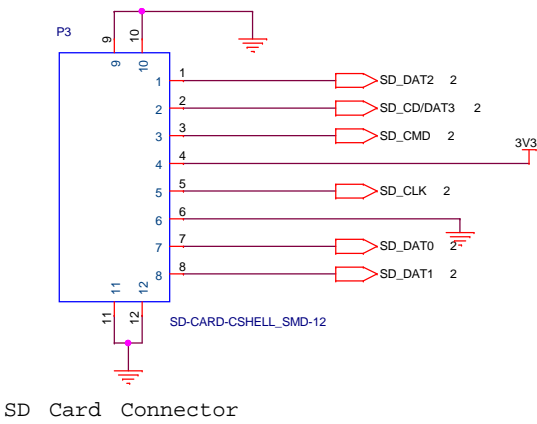 P3
9 10
9 10
1 1 SD_DAT2 2
2 2 SD_CD/DAT3 2
3 3 SD_CMD 2
3V3
4 4
5 5 SD_CLK 2
6 6
7 7 SD_DAT0 2
8 8 SD_DAT1 2
11 12
11 12
SD-CARD-CSHELL_SMD-12
SD Card Connector